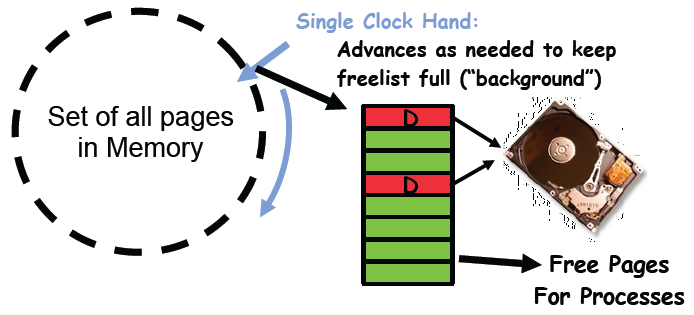 Single Clock Hand:
Advances as needed to keep
freelist full ("background")
Set of all pages
in Memory
D
D
Free Pages
For Processes